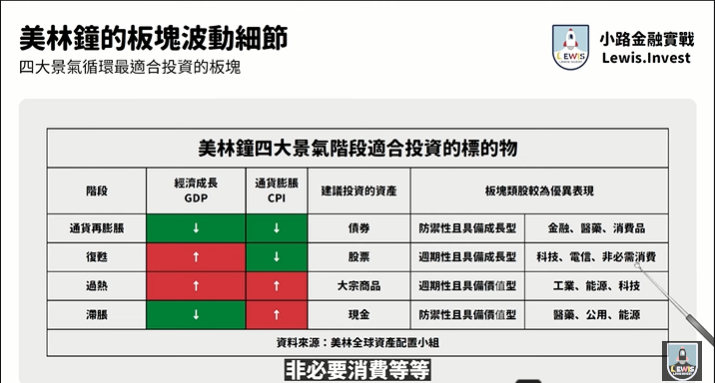 美林鐘的板塊波動細節
四大景氣循環最適合投資的板塊
LEWIS
小路金融實戰
Lewis.Invest
美林鐘四大景氣階段適合投資的標的物
階段 經濟成長 GDP 通貨膨脹 CPI 建議投資的資產 板塊類股較為優異表現
通貨再膨脹 ↓ ↓ 債券 防禦性且具備成長型 金融、醫藥、消費品
復甦 ↑ ↓ 股票 週期性且具備成長型 科技、電信、非必需消費
過熱 ↑ ↑ 大宗商品 週期性且具備價值型 工業、能源、科技
滯脹 ↓ ↑ 現金 防禦性且具備價值型 醫藥、公用、能源
資料來源：美林全球資產配置小組
非必要消費等等
LEWIS